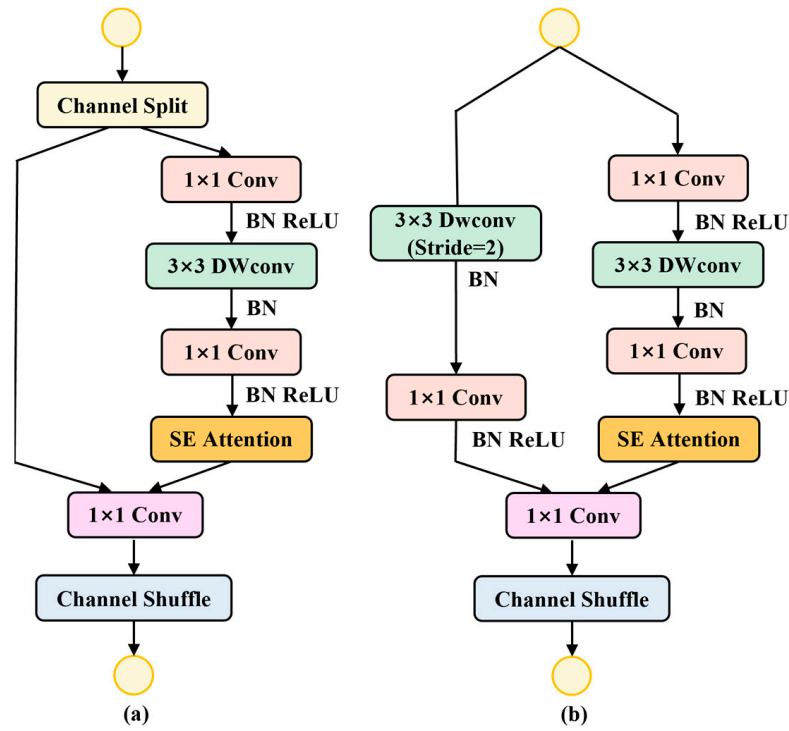 Channel Split
1×1 Conv
BN ReLU
3×3 DWconv
BN
1×1 Conv
BN ReLU
SE Attention
1×1 Conv
Channel Shuffle
(a)
3×3 Dwconv
(Stride=2)
BN
1×1 Conv
BN ReLU
1×1 Conv
BN ReLU
3×3 DWconv
BN
1×1 Conv
BN ReLU
SE Attention
1×1 Conv
Channel Shuffle
(b)